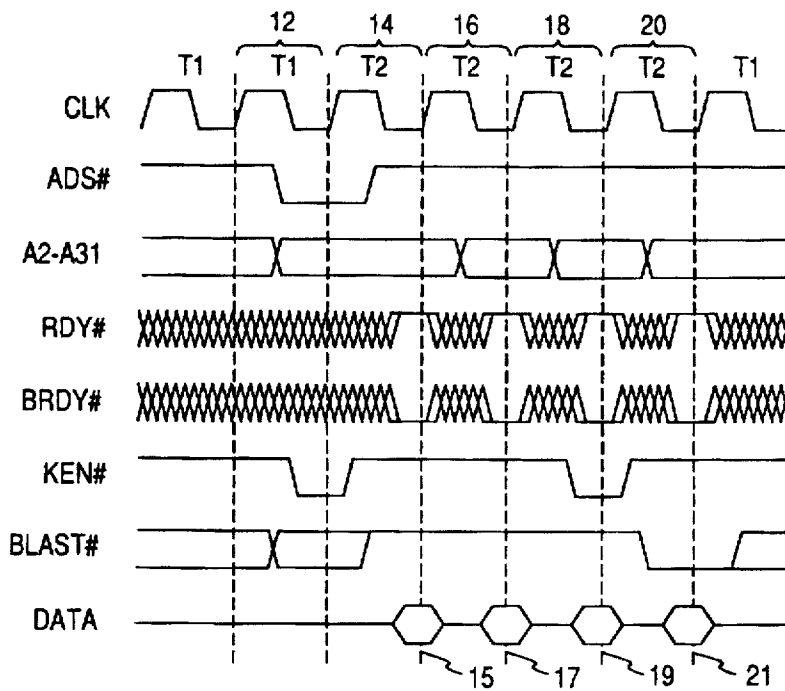 12 14 16 18 20
T1 T1 T2 T2 T2 T2 T1
CLK
ADS#
A2-A31
RDY#
BRDY#
KEN#
BLAST#
DATA
15 17 19 21